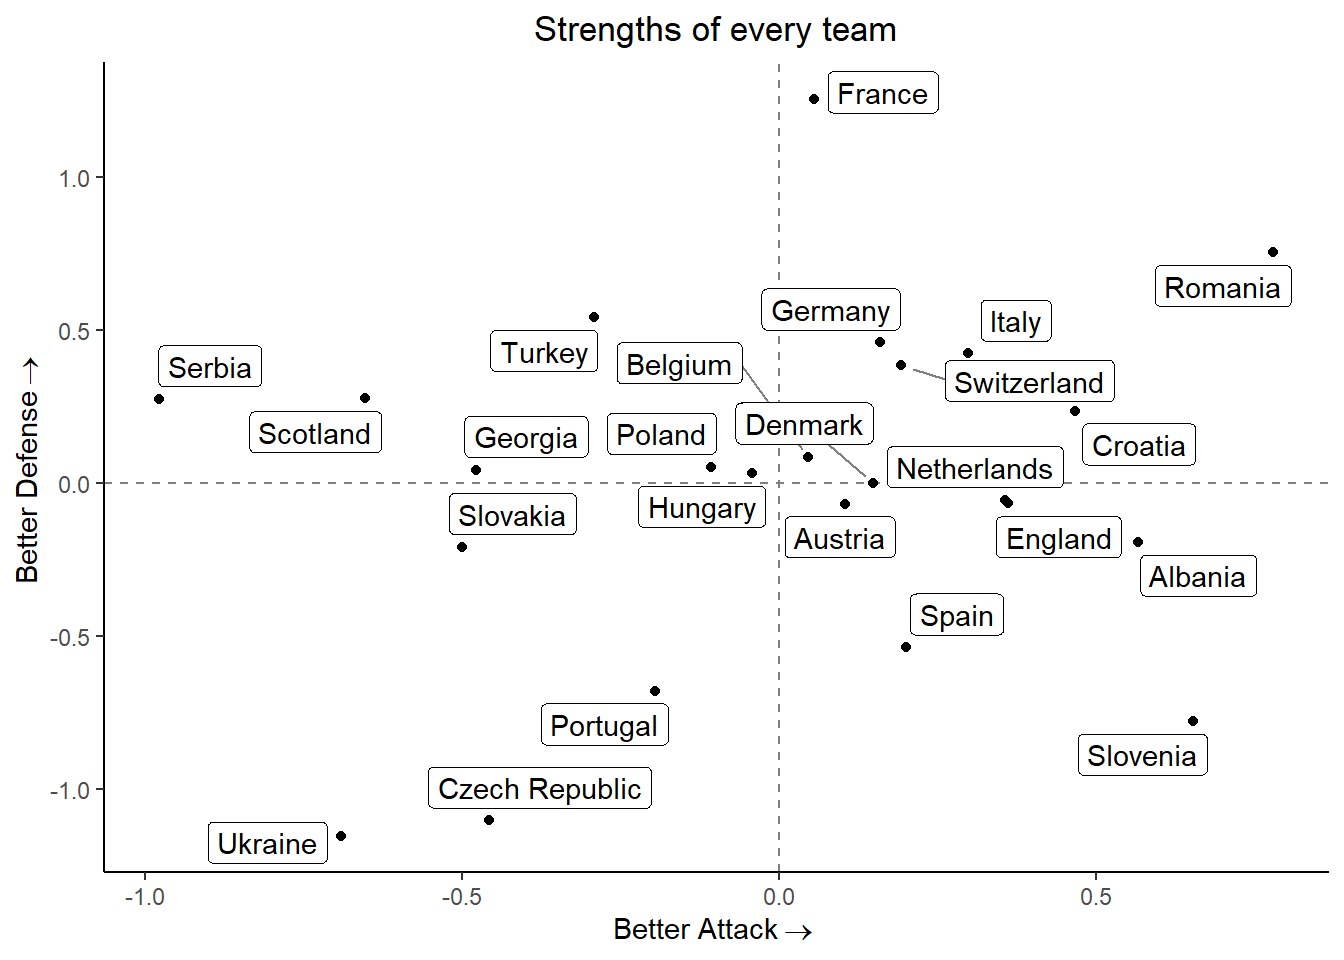 Strengths of every team
France
1.0
Romania
Germany
Italy
0.5
Turkey
Belgium
Serbia
Switzerland
Scotland
Georgia
Poland
Denmark
Croatia
Netherlands
0.0
Slovakia
Hungary
Austria
England
Albania
Spain
-0.5
Portugal
Slovenia
Czech Republic
-1.0
Ukraine
Better Defense →
-1.0
-0.5
0.0
0.5
Better Attack →